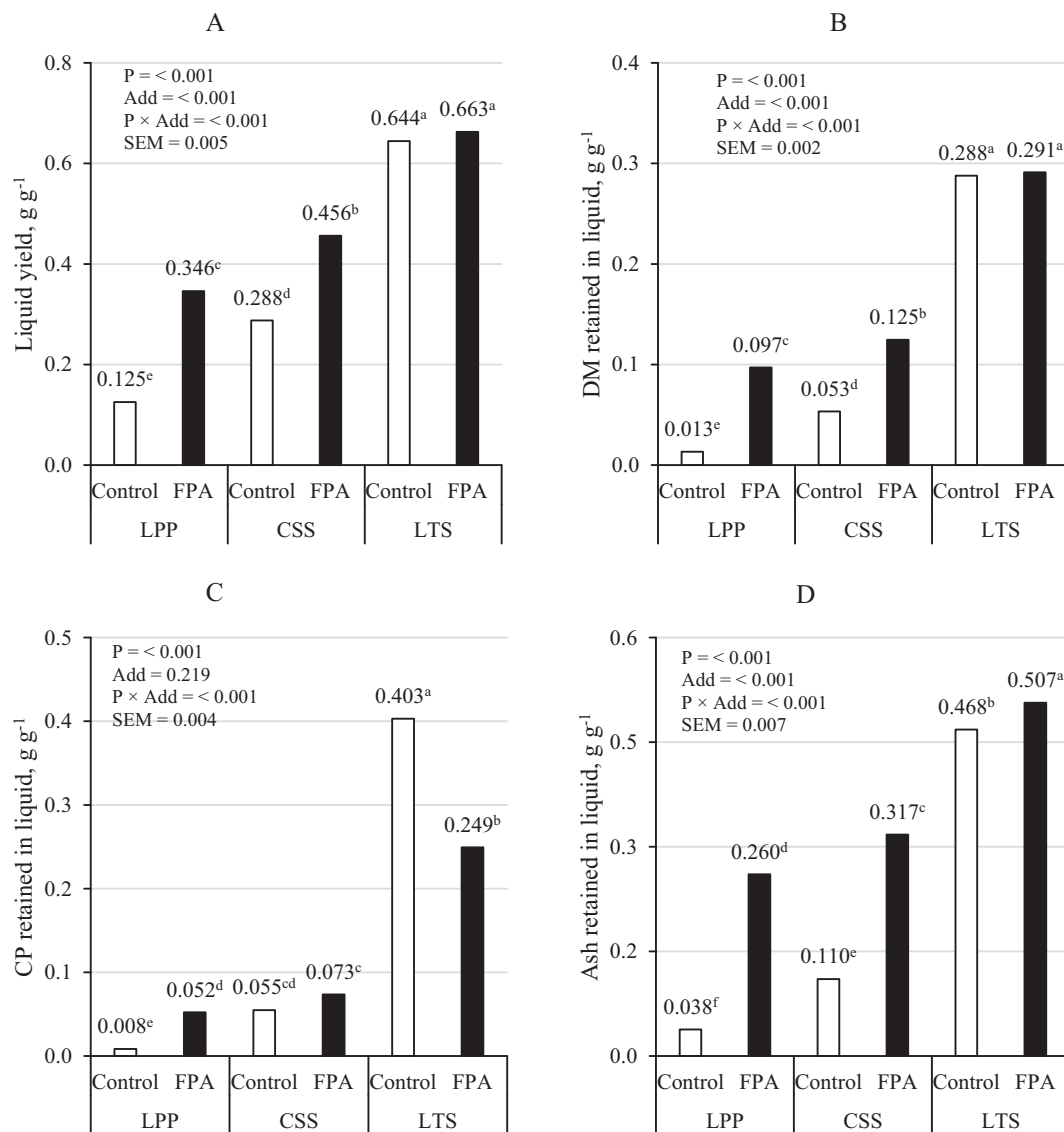 A
Liquid yield, g g⁻¹
0.8
0.6
0.4
0.2
0.0
P = < 0.001
Add = < 0.001
P × Add = < 0.001
SEM = 0.005
0.125ᵉ
0.346ᶜ
0.288ᵈ
0.456ᵇ
0.644ᵃ
0.663ᵃ
Control FPA Control FPA Control FPA
LPP CSS LTS
B
DM retained in liquid, g g⁻¹
0.4
0.3
0.2
0.1
0.0
P = < 0.001
Add = < 0.001
P × Add = < 0.001
SEM = 0.002
0.013ᵉ
0.097ᶜ
0.053ᵈ
0.125ᵇ
0.288ᵃ
0.291ᵃ
Control FPA Control FPA Control FPA
LPP CSS LTS
C
CP retained in liquid, g g⁻¹
0.5
0.4
0.3
0.2
0.1
0.0
P = < 0.001
Add = 0.219
P × Add = < 0.001
SEM = 0.004
0.008ᵉ
0.052ᵈ
0.055ᶜᵈ
0.073ᶜ
0.403ᵃ
0.249ᵇ
Control FPA Control FPA Control FPA
LPP CSS LTS
D
Ash retained in liquid, g g⁻¹
0.6
0.5
0.3
0.2
0.0
P = < 0.001
Add = < 0.001
P × Add = < 0.001
SEM = 0.007
0.038ᶠ
0.260ᵈ
0.110ᵉ
0.317ᶜ
0.468ᵇ
0.507ᵃ
Control FPA Control FPA Control FPA
LPP CSS LTS